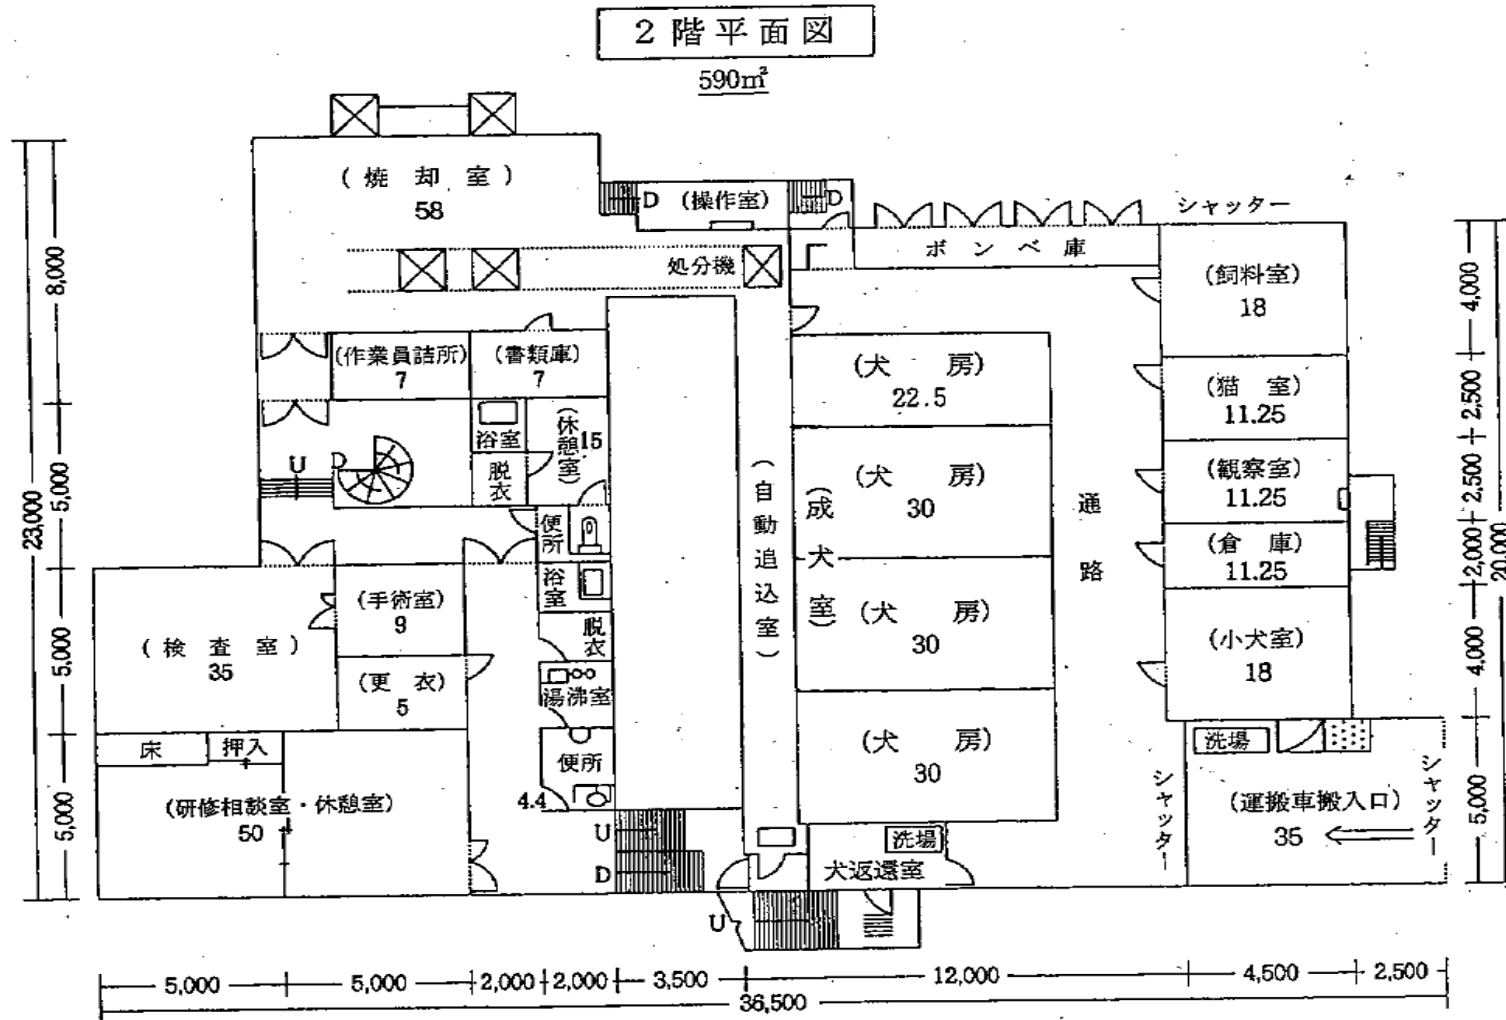 2階平面図
590㎡
(焼却室)
58
D
(操作室)
D
シャッター
ボンベ庫
処分機
(飼料室)
18
(作業員詰所)
7
(書類庫)
7
(犬房)
22.5
(猫室)
11.25
浴室
(休憩室)
15
脱衣
U
D
(犬房)
30
(観察室)
11.25
(自動追込室)
(成犬室)
通路
便所
(倉庫)
11.25
浴室
(手術室)
9
脱衣
(犬房)
30
(検査室)
35
(小犬室)
18
(更衣)
5
湯沸室
床
押入
便所
(犬房)
30
洗場
シャッター
シャッター
(研修相談室・休憩室)
50
4.4
(運搬車搬入口)
35
U
D
洗場
犬返還室
U
23,000
8,000
5,000
5,000
5,000
4,000
2,500
2,500
2,000
4,000
5,000
20,000
5,000
5,000
2,000
2,000
3,500
12,000
4,500
2,500
36,500